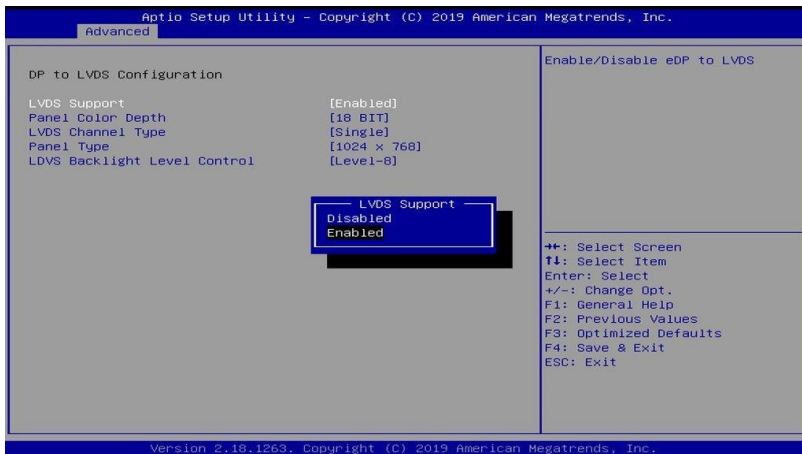 Aptio Setup Utility – Copyright (C) 2019 American Megatrends, Inc.
Advanced
DP to LVDS Configuration
LVDS Support [Enabled]
Panel Color Depth [18 BIT]
LVDS Channel Type [Single]
Panel Type [1024 x 768]
LDVS Backlight Level Control [Level-8]
LVDS Support
Disabled
Enabled
Enable/Disable eDP to LVDS
→←: Select Screen
↑↓: Select Item
Enter: Select
+/-: Change Opt.
F1: General Help
F2: Previous Values
F3: Optimized Defaults
F4: Save & Exit
ESC: Exit
Version 2.18.1263. Copyright (C) 2019 American Megatrends, Inc.